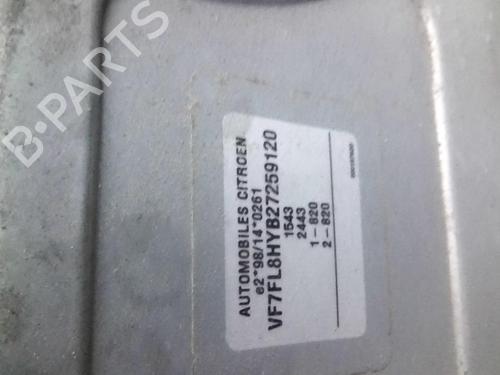 AUTOMOBILES CITROEN
e2*98/14*0261
VF7FL8HYB27259120
1543
2443
1-820
2-820
B-PARTS